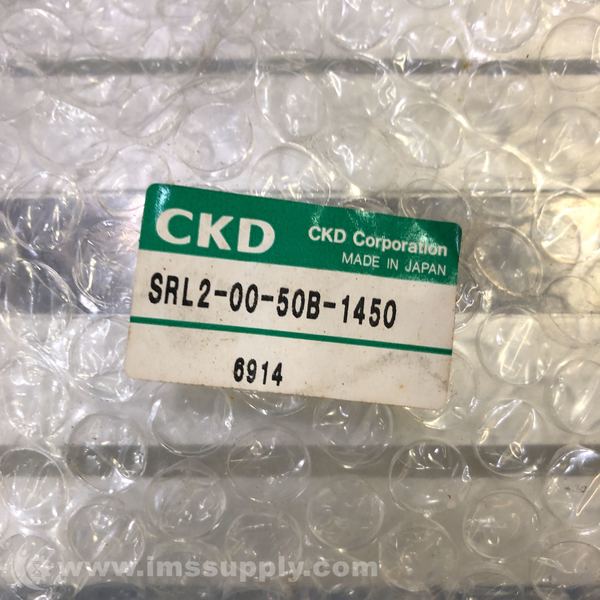 CKD
CKD Corporation
MADE IN JAPAN
SRL2-00-50B-1450
6914
www.imssupply.com